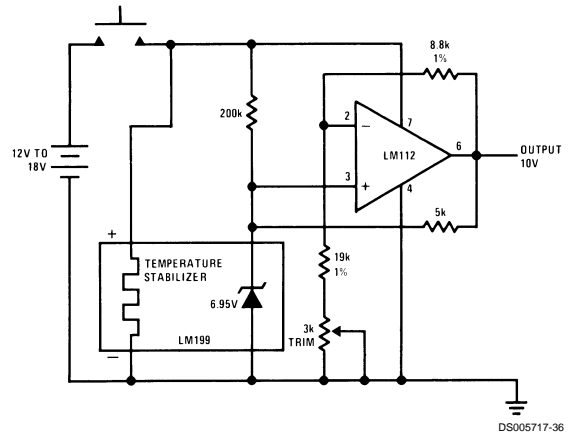 8.8k
1%
200k
2
7
−
LM112
6
OUTPUT
10V
12V TO
18V
3
+
4
5k
+
TEMPERATURE
STABILIZER
19k
1%
6.95V
3k
TRIM
LM199
−
DS005717-36